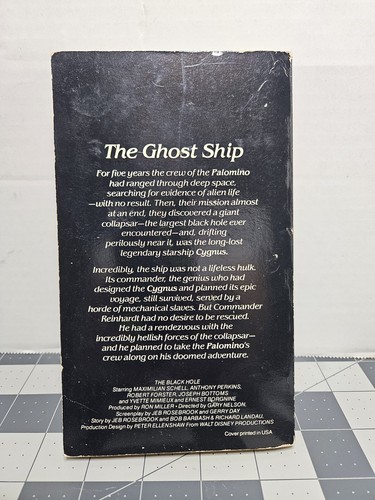 The Ghost Ship
For five years the crew of the Palomino
had ranged through deep space,
searching for evidence of alien life
—with no result. Then, their mission almost
at an end, they discovered a giant
collapsar—the largest black hole ever
encountered—and, drifting
perilously near it, was the long-lost
legendary starship Cygnus.
Incredibly, the ship was not a lifeless hulk.
Its commander, the genius who had
designed the Cygnus and planned its epic
voyage, still survived, served by a
horde of mechanical slaves. But Commander
Reinhardt had no desire to be rescued.
He had a rendezvous with the
incredibly hellish forces of the collapsar—
and he planned to take the Palomino's
crew along on his doomed adventure.
THE BLACK HOLE
Starring MAXIMILIAN SCHELL, ANTHONY PERKINS,
ROBERT FORSTER, JOSEPH BOTTOMS
and YVETTE MIMIEUX and ERNEST BORGNINE
Produced by RON MILLER • Directed by GARY NELSON.
Screenplay by JEB ROSEBROOK and GERRY DAY
Story by JEB ROSEBROOK and BOB BARBASH & RICHARD LANDAU.
Production Design by PETER ELLENSHAW From WALT DISNEY PRODUCTIONS
Cover printed in USA